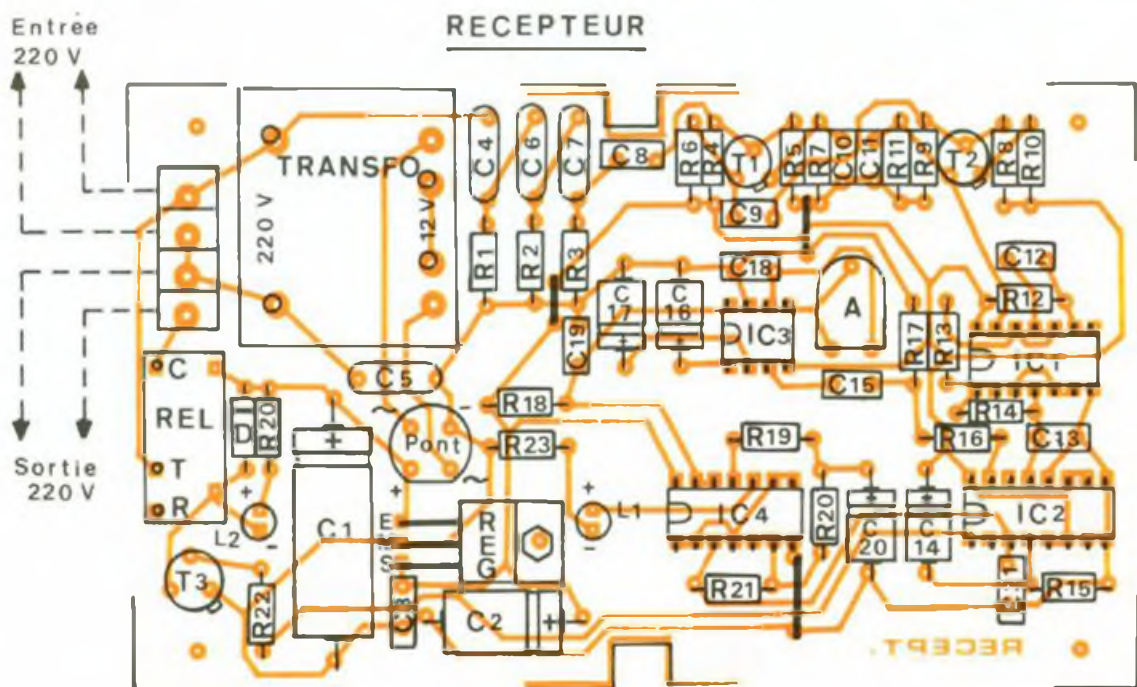 RECEPTEUR
Entrée
220 V
TRANSFO
220 V
12 V
C4
C6
C7
C8
R6
R4
T1
R5
R7
C10
C11
R11
R9
T2
R8
R10
C9
R1
R2
R3
C18
C12
R12
C
17
C
16
IC3
A
R17
R13
IC1
C19
C15
C5
C
REL
T
R
D
R20
+
Pont
~
-
~
+
R18
R23
R19
R14
R16
C13
Sortie
220 V
+
L2
-
C1
E
S
REG
+
L1
-
IC4
R20
C
20
C
14
IC2
T3
R22
C3
C2
+
R21
R15
RECEPT.